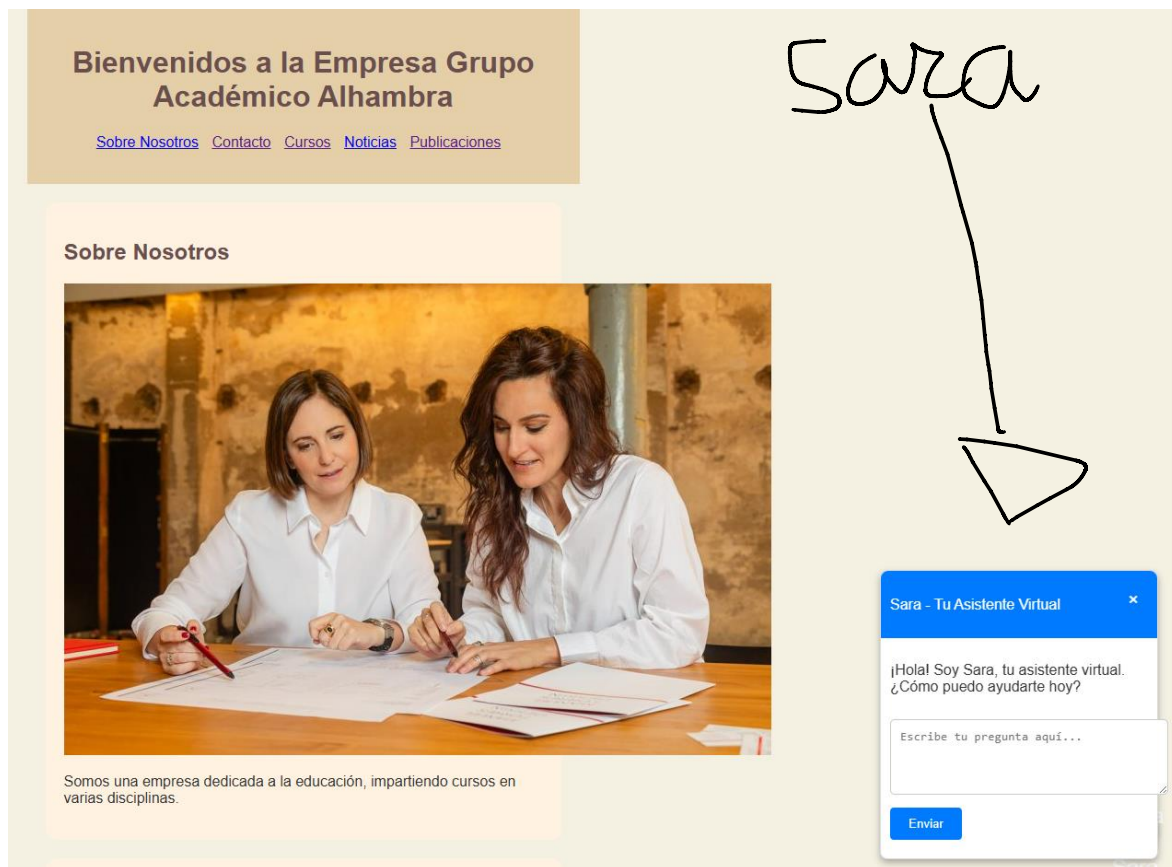 Bienvenidos a la Empresa Grupo
Académico Alhambra
Sobre Nosotros Contacto Cursos Noticias Publicaciones
sara
Sobre Nosotros
Somos una empresa dedicada a la educación, impartiendo cursos en
varias disciplinas.
Sara - Tu Asistente Virtual ×
¡Hola! Soy Sara, tu asistente virtual.
¿Cómo puedo ayudarte hoy?
Escribe tu pregunta aquí...
Enviar